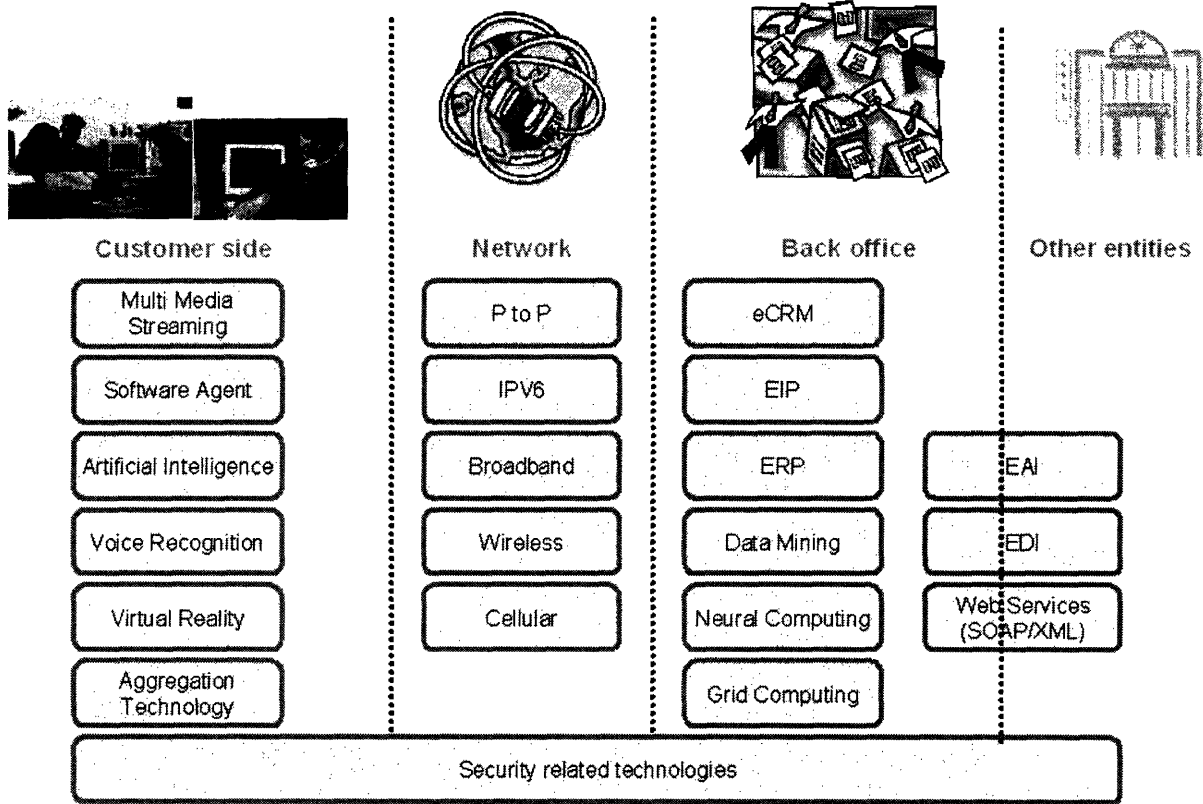 Customer side
Network
Back office
Other entities
Multi Media
Streaming
Software Agent
Artificial Intelligence
Voice Recognition
Virtual Reality
Aggregation
Technology
P to P
IPV6
Broadband
Wireless
Cellular
eCRM
EIP
ERP
Data Mining
Neural Computing
Grid Computing
EAI
EDI
Web Services
(SOAP/XML)
Security related technologies